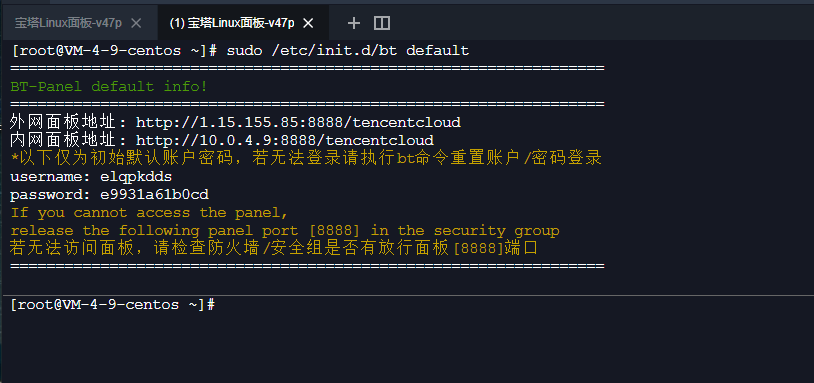 宝塔Linux面板-v47p
(1) 宝塔Linux面板-v47p
[root@VM-4-9-centos ~]# sudo /etc/init.d/bt default
==================================================================
BT-Panel default info!
==================================================================
外网面板地址: http://1.15.155.85:8888/tencentcloud
内网面板地址: http://10.0.4.9:8888/tencentcloud
*以下仅为初始默认账户密码，若无法登录请执行bt命令重置账户/密码登录
username: elqpkdds
password: e9931a61b0cd
If you cannot access the panel,
release the following panel port [8888] in the security group
若无法访问面板，请检查防火墙/安全组是否有放行面板[8888]端口
==================================================================
[root@VM-4-9-centos ~]#